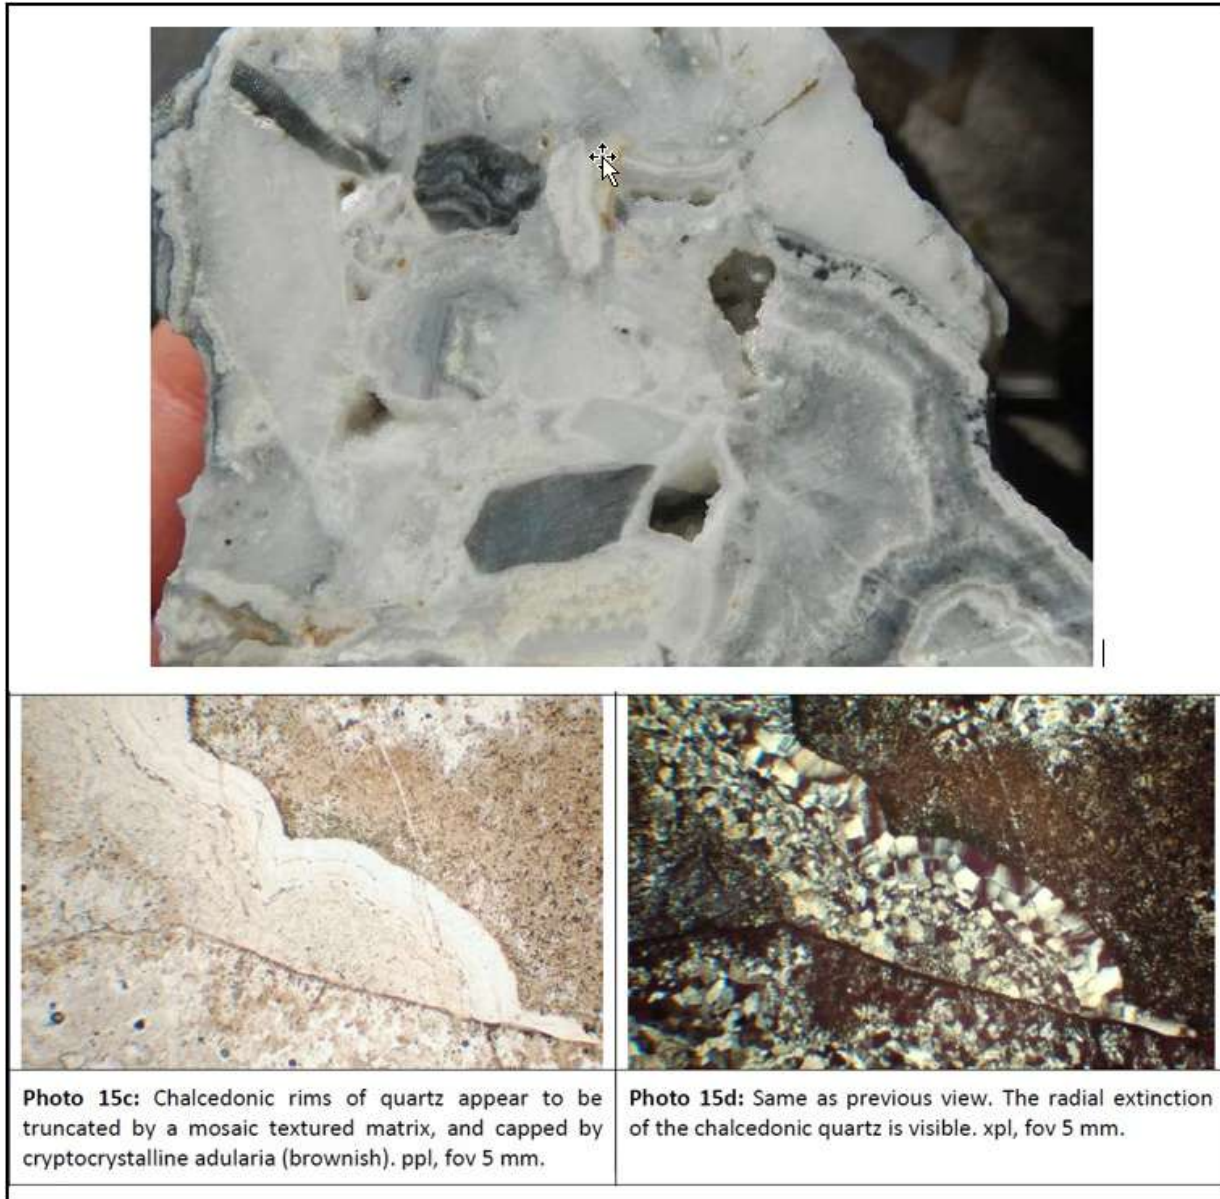 Photo 15c: Chalcedonic rims of quartz appear to be
truncated by a mosaic textured matrix, and capped by
cryptocrystalline adularia (brownish). ppl, fov 5 mm.
Photo 15d: Same as previous view. The radial extinction
of the chalcedonic quartz is visible. xpl, fov 5 mm.